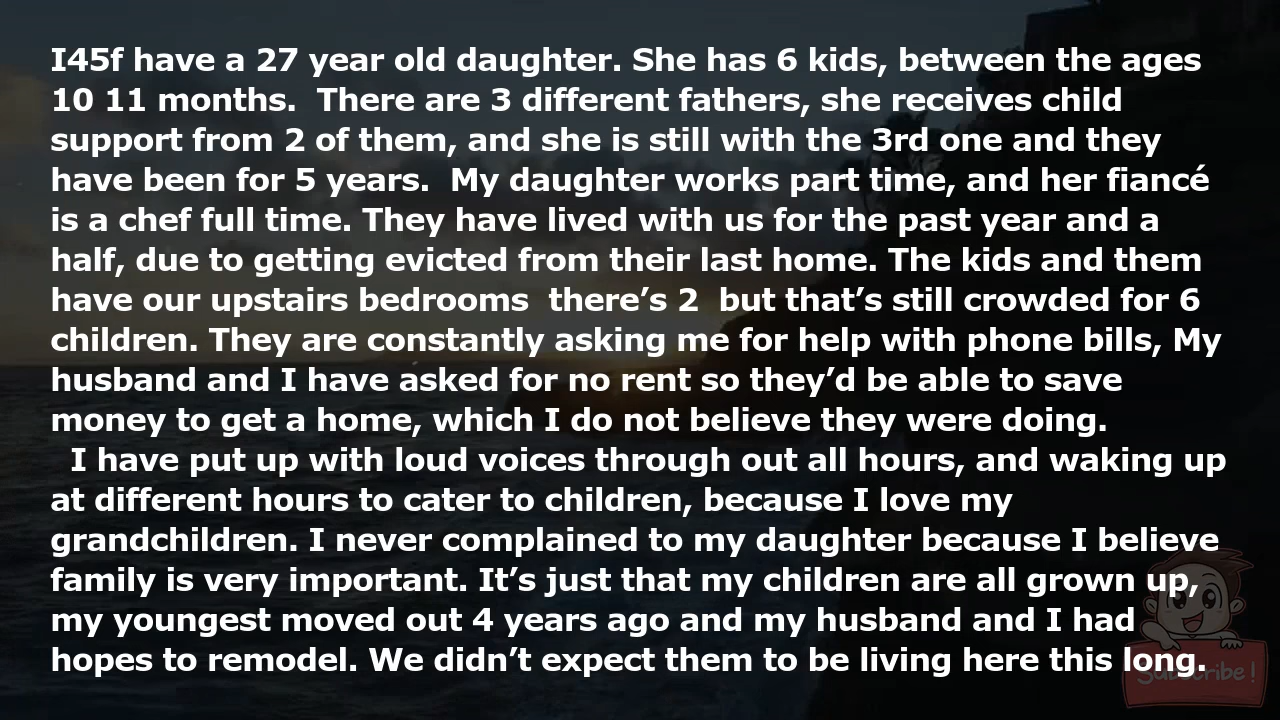 I45f have a 27 year old daughter. She has 6 kids, between the ages
10 11 months.  There are 3 different fathers, she receives child
support from 2 of them, and she is still with the 3rd one and they
have been for 5 years.  My daughter works part time, and her fiancé
is a chef full time. They have lived with us for the past year and a
half, due to getting evicted from their last home. The kids and them
have our upstairs bedrooms  there’s 2  but that’s still crowded for 6
children. They are constantly asking me for help with phone bills, My
husband and I have asked for no rent so they’d be able to save
money to get a home, which I do not believe they were doing.
I have put up with loud voices through out all hours, and waking up
at different hours to cater to children, because I love my
grandchildren. I never complained to my daughter because I believe
family is very important. It’s just that my children are all grown up,
my youngest moved out 4 years ago and my husband and I had
hopes to remodel. We didn’t expect them to be living here this long.
Subscribe!